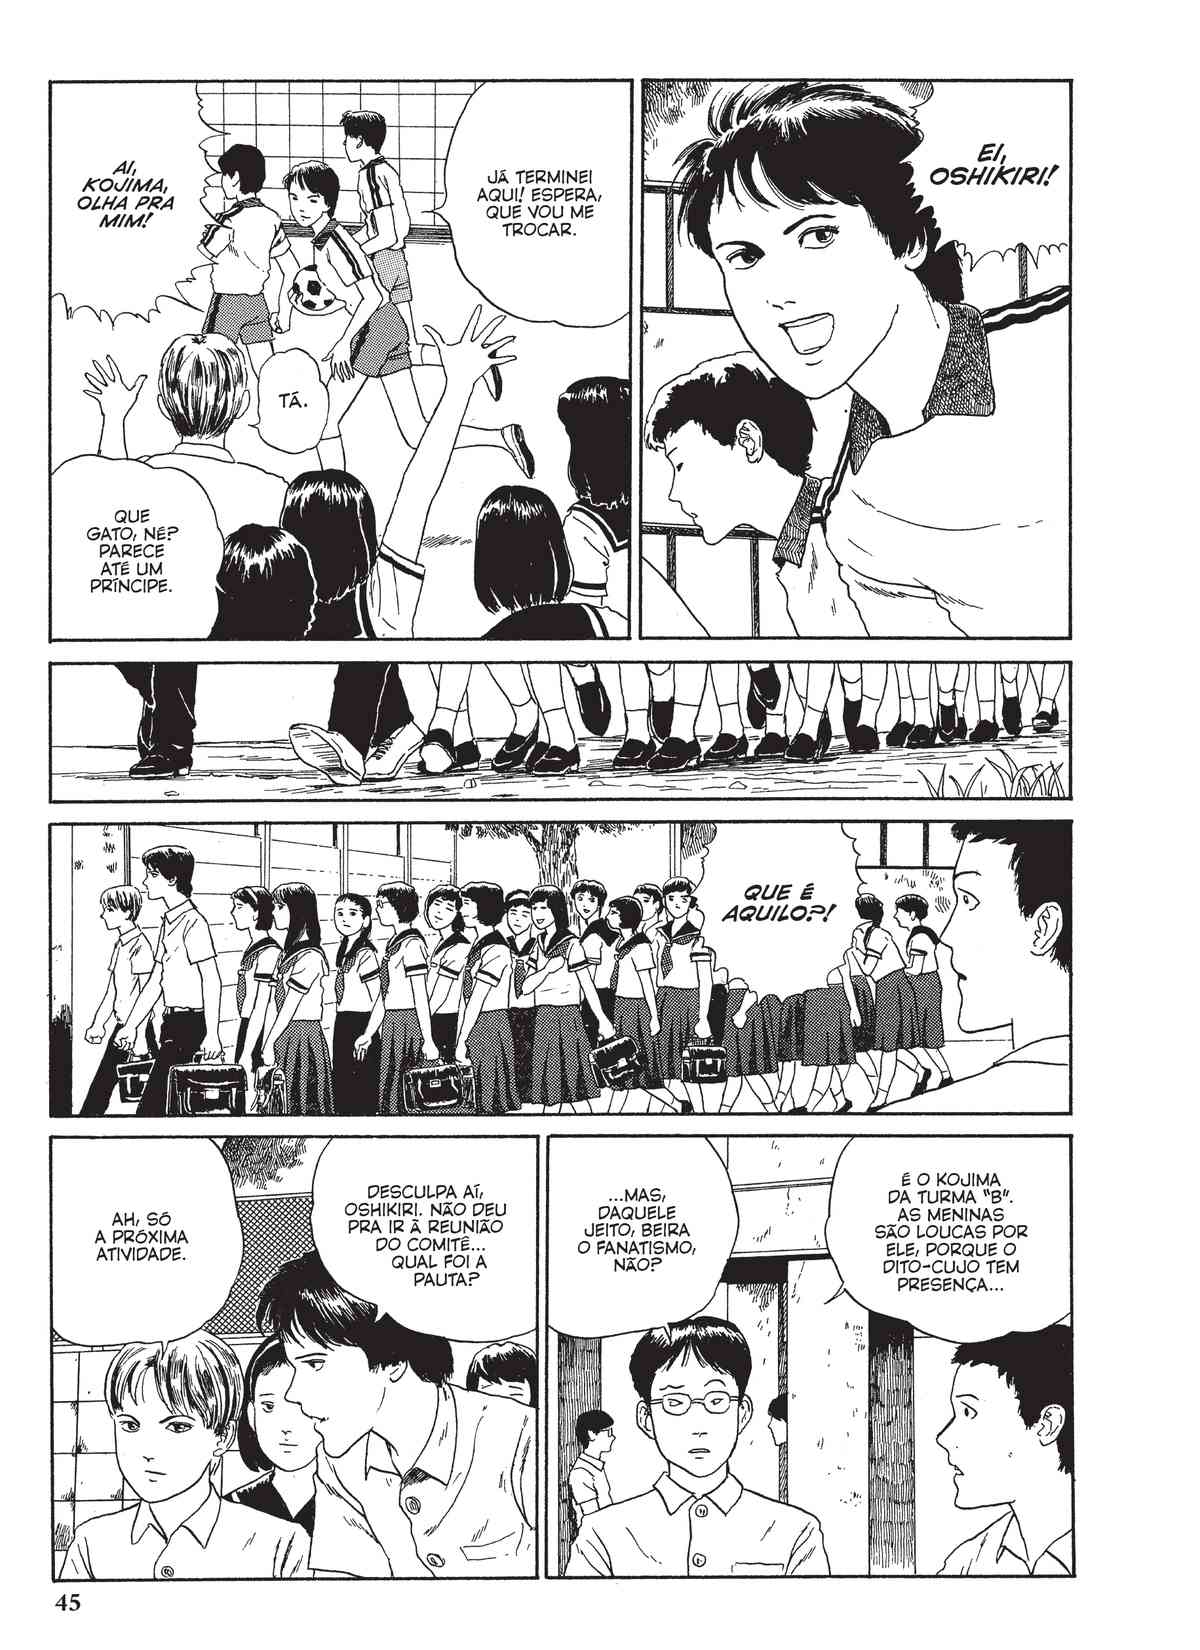 EI,
OSHIKIRI!
JÁ TERMINEI
AQUI! ESPERA,
QUE VOU ME
TROCAR.
AI,
KOJIMA,
OLHA PRA
MIM!
TÁ.
QUE
GATO, NÉ?
PARECE
ATÉ UM
PRÍNCIPE.
QUE É
AQUILO?!
É O KOJIMA
DA TURMA “B”.
AS MENINAS
SÃO LOUCAS POR
ELE, PORQUE O
DITO-CUJO TEM
PRESENÇA...
...MAS,
DAQUELE
JEITO, BEIRA
O FANATISMO,
NÃO?
DESCULPA AÍ,
OSHIKIRI. NÃO DEU
PRA IR À REUNIÃO
DO COMITÊ...
QUAL FOI A
PAUTA?
AH, SÓ
A PRÓXIMA
ATIVIDADE.
45